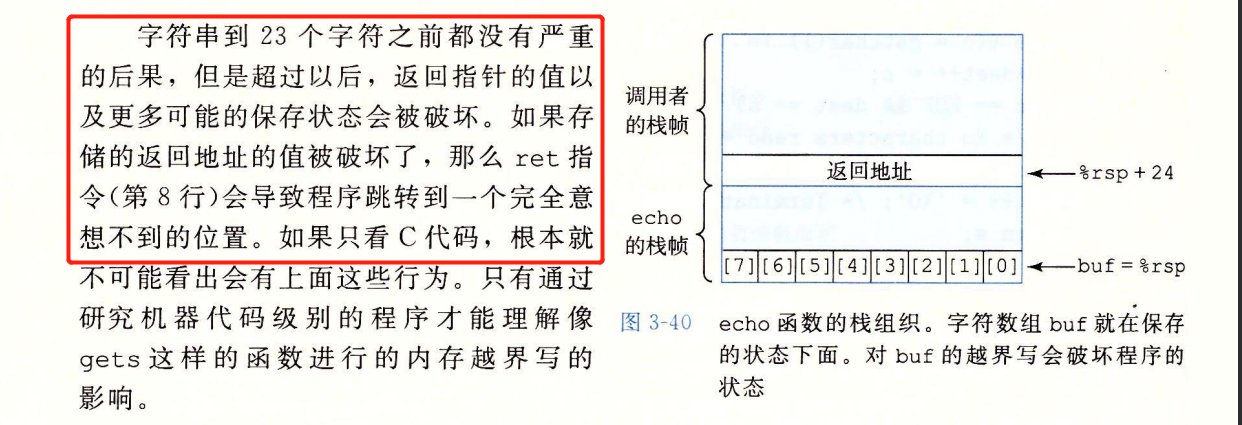 字符串到 23 个字符之前都没有严重
的后果，但是超过以后，返回指针的值以
及更多可能的保存状态会被破坏。如果存
储的返回地址的值被破坏了，那么 ret 指
令(第 8 行)会导致程序跳转到一个完全意
想不到的位置。如果只看 C 代码，根本就
不可能看出会有上面这些行为。只有通过
研究机器代码级别的程序才能理解像
gets 这样的函数进行的内存越界写的
影响。
调用者
的栈帧
返回地址
%rsp+24
echo
的栈帧
[7][6][5][4][3][2][1][0]
buf=%rsp
图 3-40 echo 函数的栈组织。字符数组 buf 就在保存
的状态下面。对 buf 的越界写会破坏程序的
状态